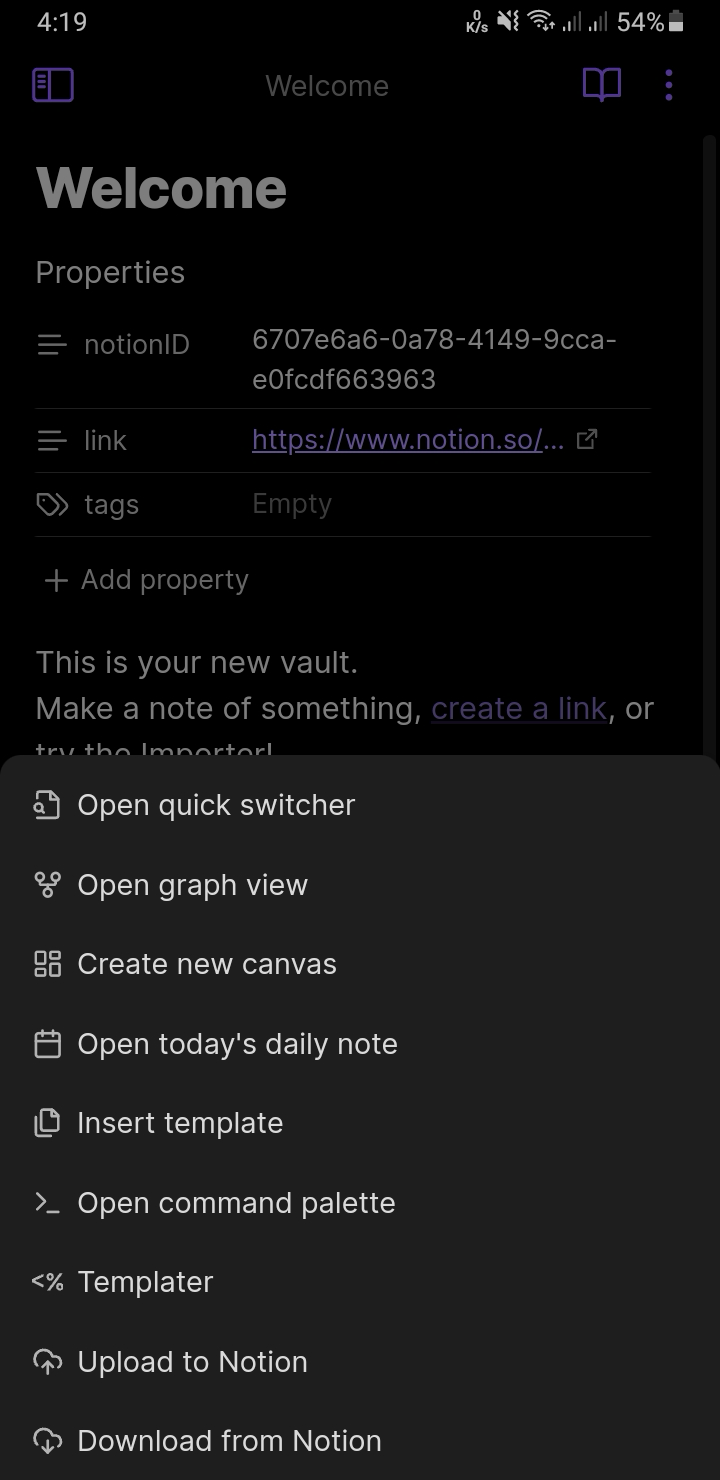 4:19
0
K/s
54%
Welcome
Welcome
Properties
notionID
6707e6a6-0a78-4149-9cca-
e0fcdf663963
link
https://www.notion.so/...
tags
Empty
Add property
This is your new vault.
Make a note of something, create a link, or
try the Importer!
Open quick switcher
Open graph view
Create new canvas
Open today's daily note
Insert template
Open command palette
<% Templater
Upload to Notion
Download from Notion